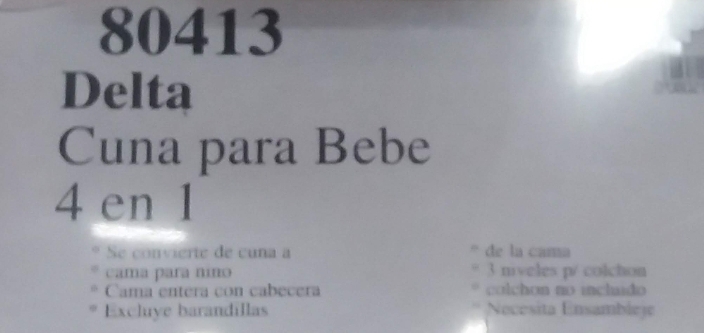 80413
Delta
Cuna para Bebe
4 en 1
* Se convierte de cuna a
* cama para nino
* Cama entera con cabecera
* Excluye barandillas
* de la cama
* 3 niveles p/ colchon
* colchon no incluido
* Necesita Ensambleje